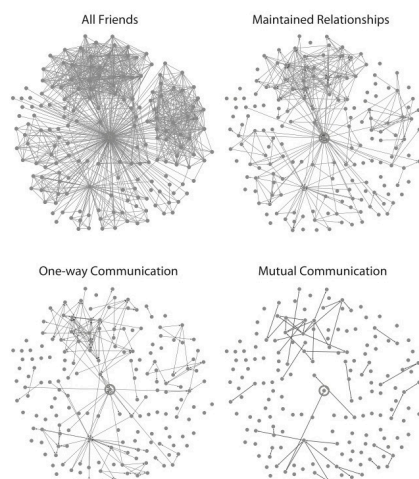 All Friends
Maintained Relationships
One-way Communication
Mutual Communication